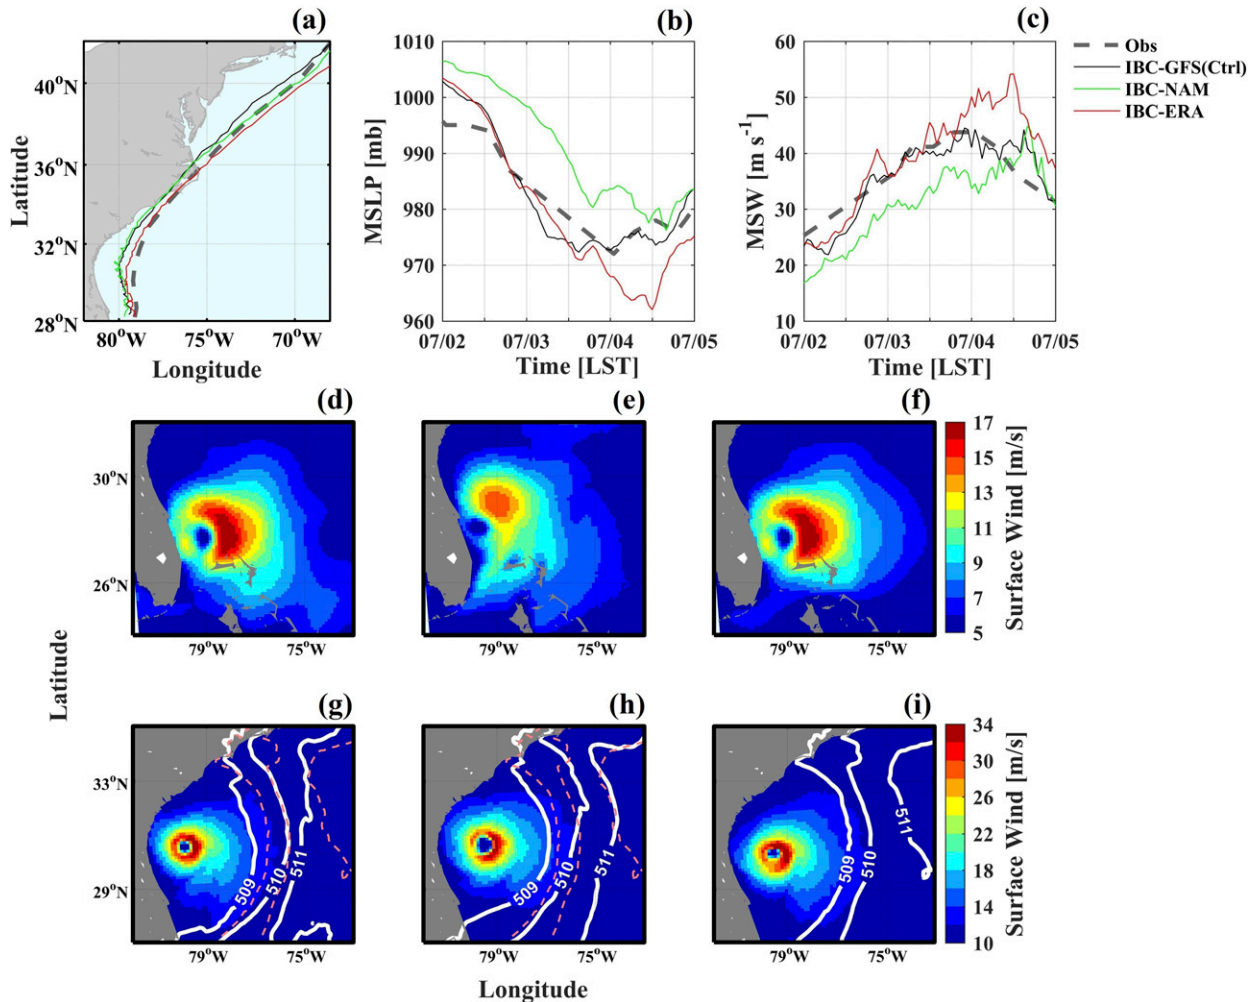 (a)
(b)
(c)
Latitude
40°N
36°N
32°N
28°N
80°W
75°W
70°W
Longitude
MSLP [mb]
1010
1000
990
980
970
960
07/02
07/03
07/04
07/05
Time [LST]
MSW [m s-1]
60
50
40
30
20
10
07/02
07/03
07/04
07/05
Time [LST]
Obs
IBC-GFS(Ctrl)
IBC-NAM
IBC-ERA
(d)
(e)
(f)
30°N
26°N
79°W
75°W
79°W
75°W
79°W
75°W
17
15
13
11
9
7
5
Surface Wind [m/s]
Latitude
(g)
(h)
(i)
33°N
29°N
509
510
511
509
510
511
509
510
511
79°W
75°W
79°W
75°W
79°W
75°W
34
30
26
22
18
14
10
Surface Wind [m/s]
Longitude